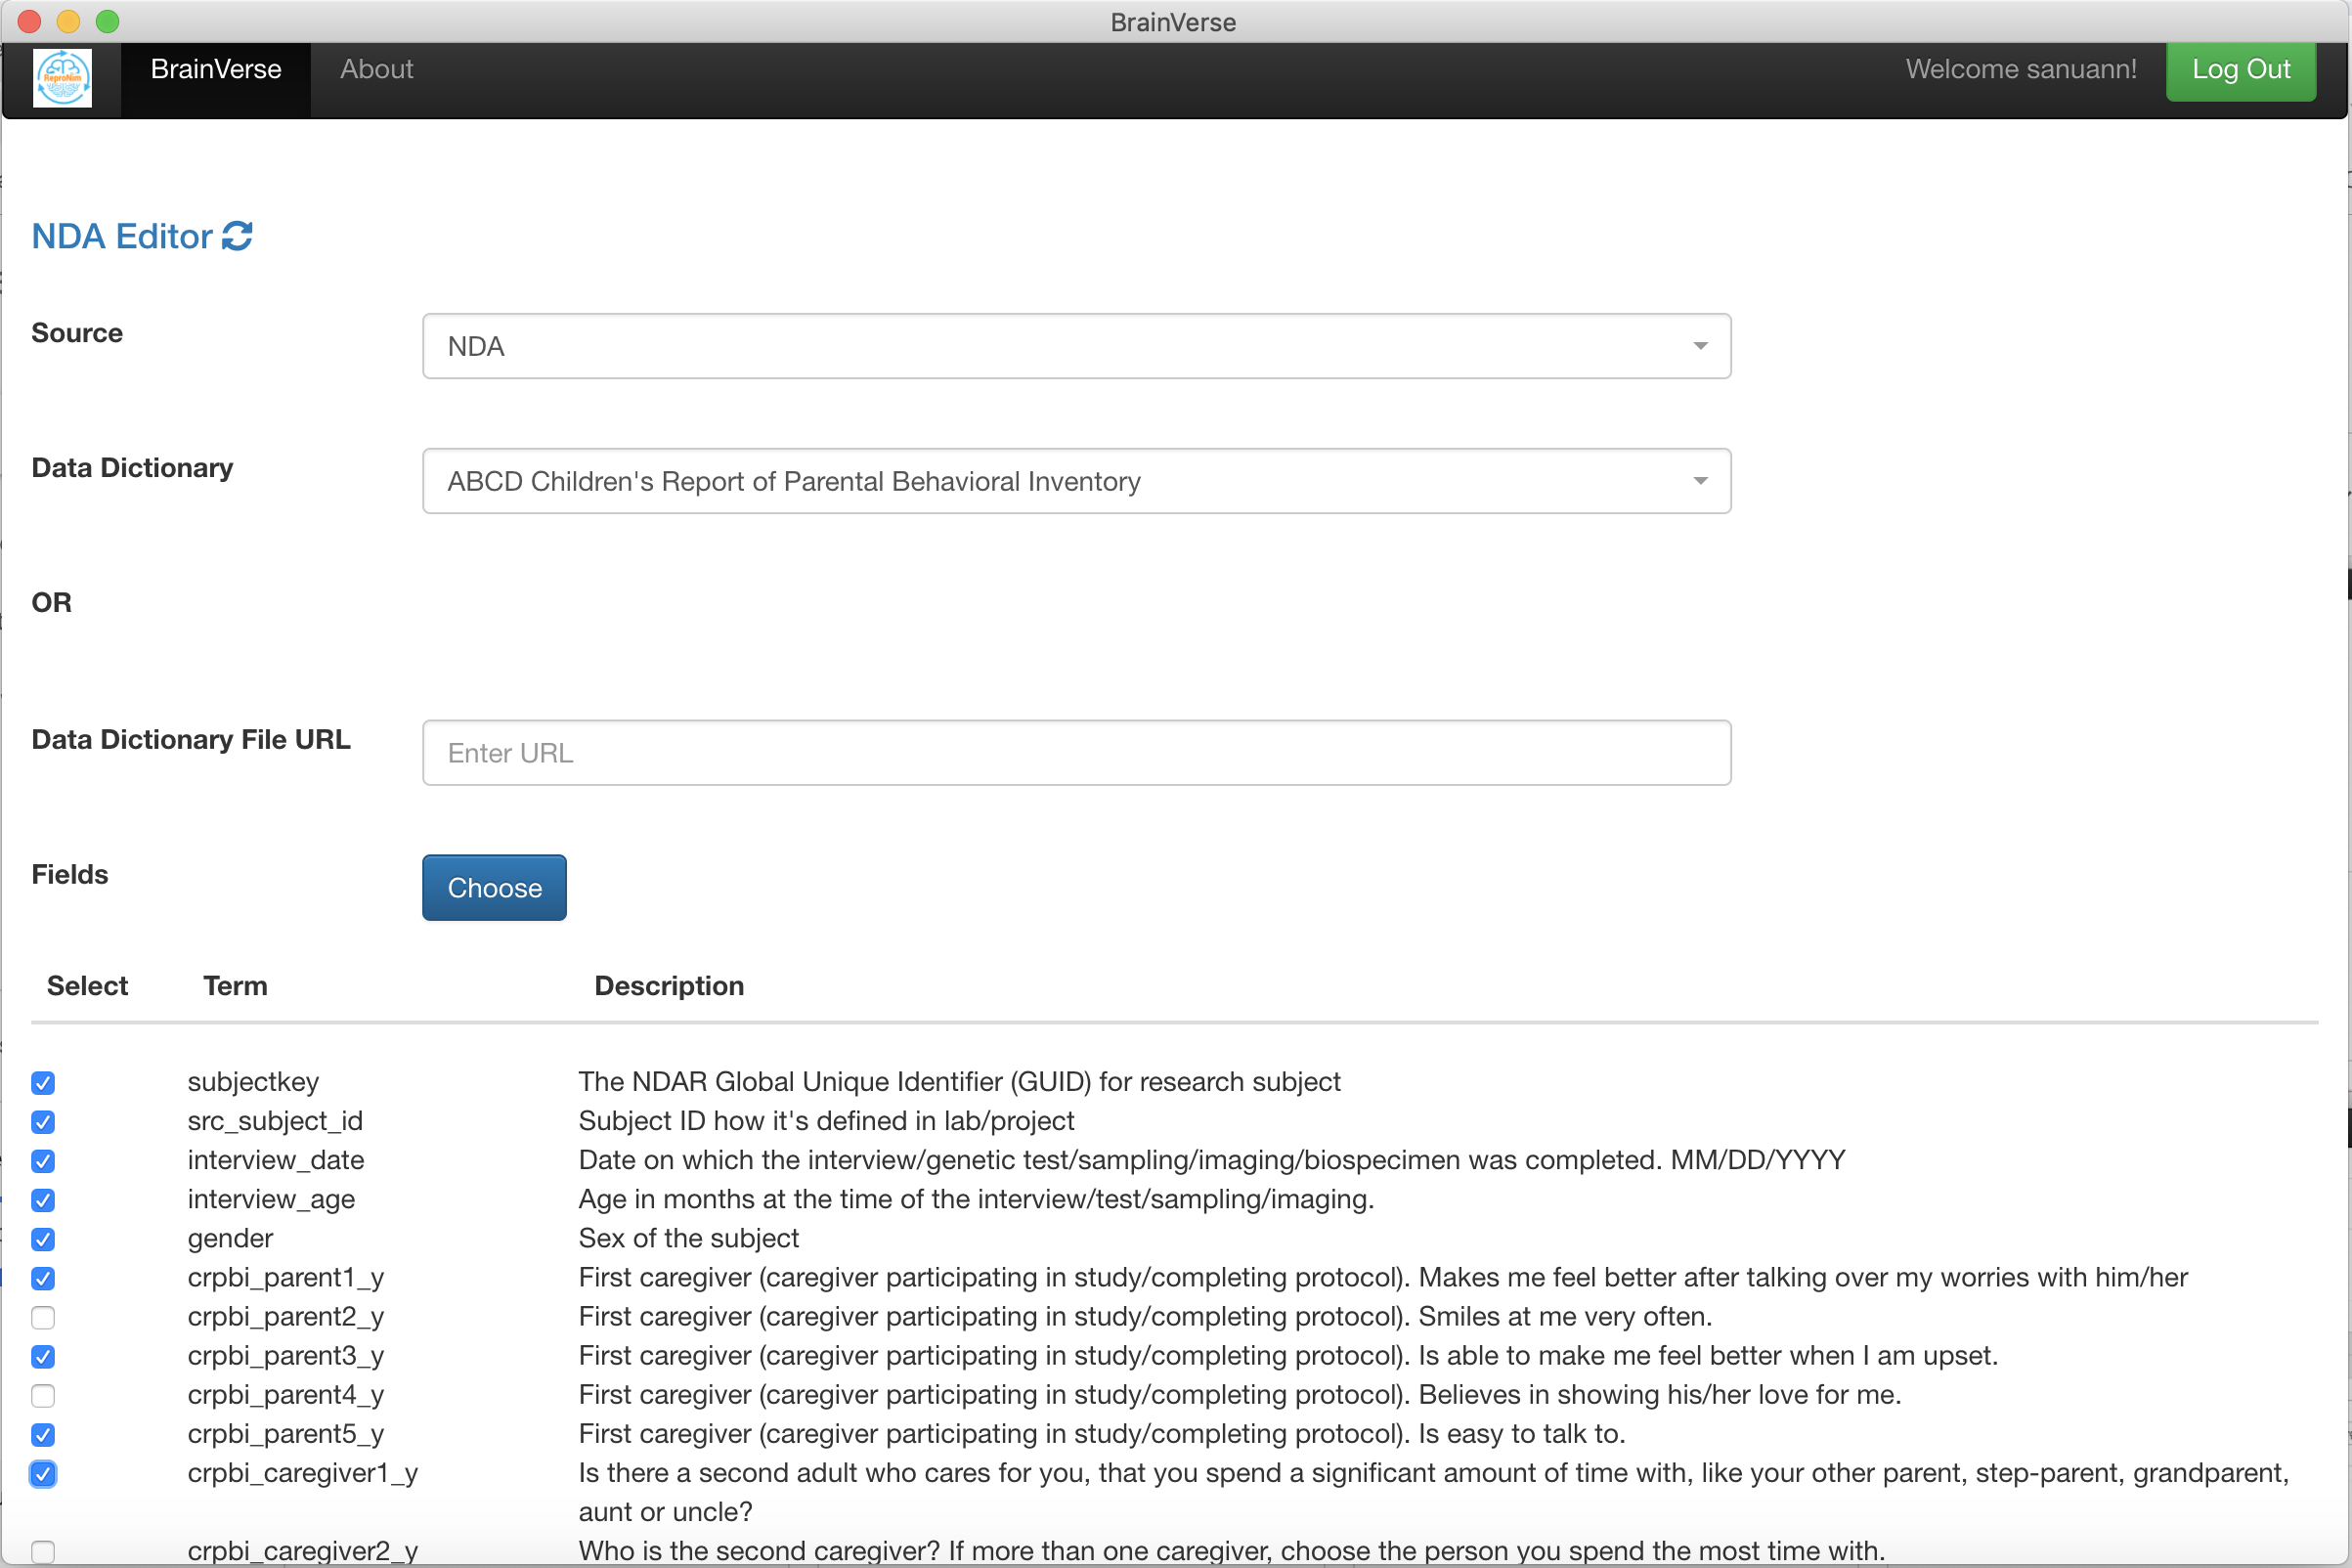 BrainVerse
ReproNim
BrainVerse About Welcome sanuann! Log Out
NDA Editor
Source NDA
Data Dictionary ABCD Children's Report of Parental Behavioral Inventory
OR
Data Dictionary File URL Enter URL
Fields Choose
Select Term Description
subjectkey The NDAR Global Unique Identifier (GUID) for research subject
src_subject_id Subject ID how it's defined in lab/project
interview_date Date on which the interview/genetic test/sampling/imaging/biospecimen was completed. MM/DD/YYYY
interview_age Age in months at the time of the interview/test/sampling/imaging.
gender Sex of the subject
crpbi_parent1_y First caregiver (caregiver participating in study/completing protocol). Makes me feel better after talking over my worries with him/her
crpbi_parent2_y First caregiver (caregiver participating in study/completing protocol). Smiles at me very often.
crpbi_parent3_y First caregiver (caregiver participating in study/completing protocol). Is able to make me feel better when I am upset.
crpbi_parent4_y First caregiver (caregiver participating in study/completing protocol). Believes in showing his/her love for me.
crpbi_parent5_y First caregiver (caregiver participating in study/completing protocol). Is easy to talk to.
crpbi_caregiver1_y Is there a second adult who cares for you, that you spend a significant amount of time with, like your other parent, step-parent, grandparent,
aunt or uncle?
crpbi_caregiver2_y Who is the second caregiver? If more than one caregiver, choose the person you spend the most time with.